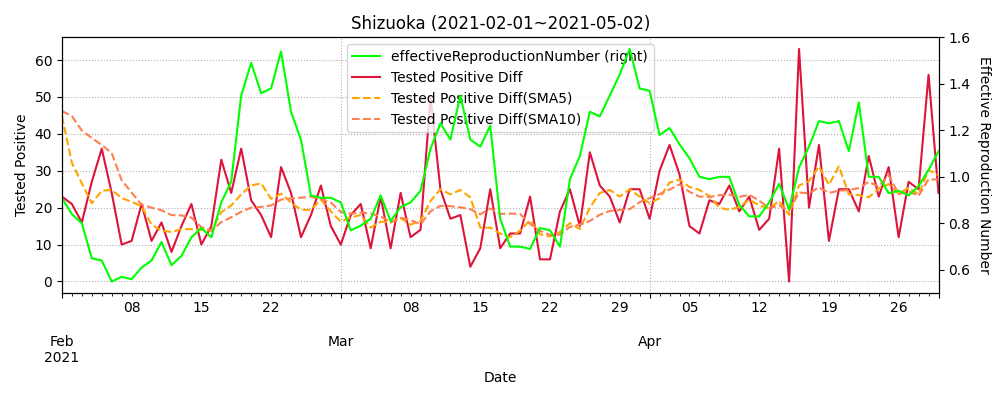 Shizuoka (2021-02-01~2021-05-02)
effectiveReproductionNumber (right)
Tested Positive Diff
Tested Positive Diff(SMA5)
Tested Positive Diff(SMA10)
Tested Positive
60
50
40
30
20
10
0
1.6
1.4
1.2
1.0
0.8
0.6
Effective Reproduction Number
08 15 22 08 15 22 29 05 12 19 26
Feb Mar Apr
2021
Date